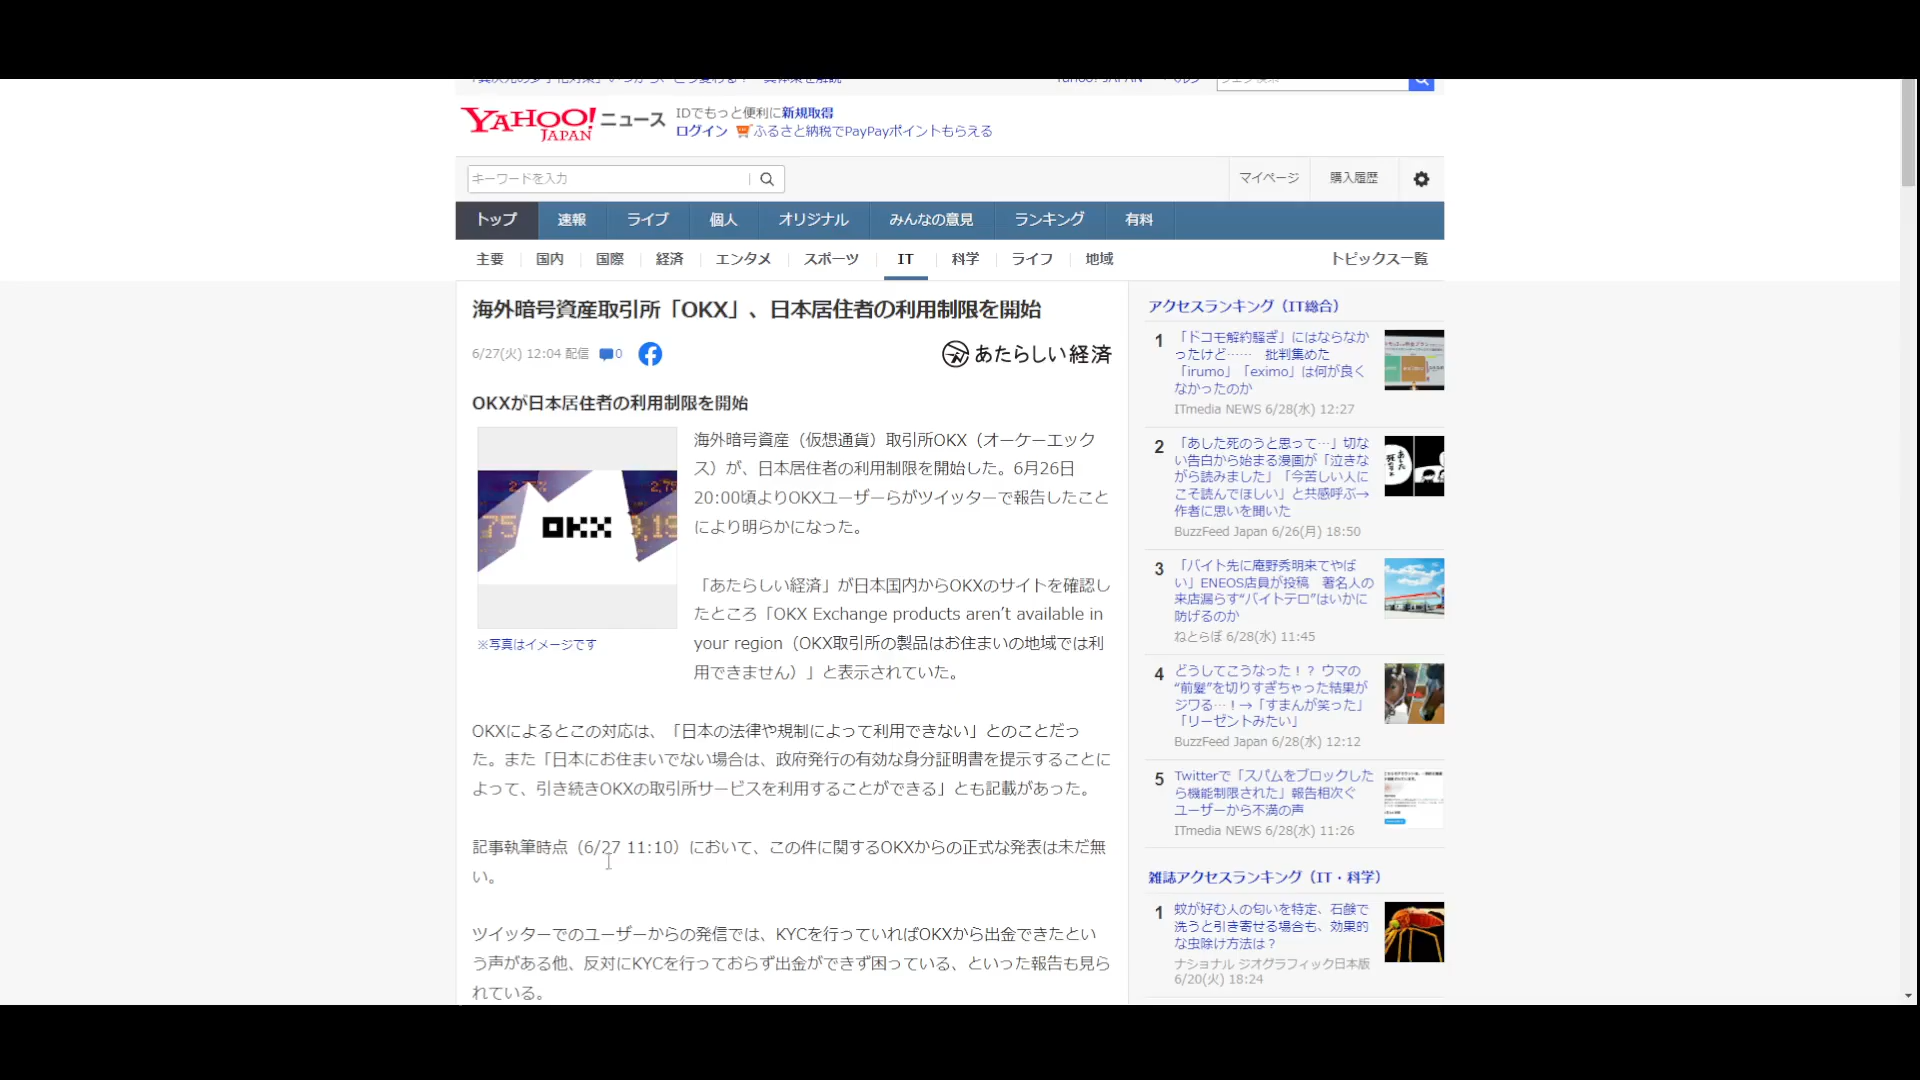 YAHOO!
JAPAN
ニュース
IDでもっと便利に新規取得
ログイン ふるさと納税でPayPayポイントもらえる
キーワードを入力
マイページ
購入履歴
トップ 速報 ライブ 個人 オリジナル みんなの意見 ランキング 有料
主要 国内 国際 経済 エンタメ スポーツ IT 科学 ライフ 地域 トピックス一覧
海外暗号資産取引所「OKX」、日本居住者の利用制限を開始
6/27(火) 12:04 配信 0
あたらしい経済
OKXが日本居住者の利用制限を開始
OKX
※写真はイメージです
海外暗号資産（仮想通貨）取引所OKX（オーケーエック
ス）が、日本居住者の利用制限を開始した。6月26日
20:00頃よりOKXユーザーらがツイッターで報告したこと
により明らかになった。
「あたらしい経済」が日本国内からOKXのサイトを確認し
たところ「OKX Exchange products aren't available in
your region（OKX取引所の製品はお住まいの地域では利
用できません）」と表示されていた。
OKXによるとこの対応は、「日本の法律や規制によって利用できない」とのことだっ
た。また「日本にお住まいでない場合は、政府発行の有効な身分証明書を提示することに
よって、引き続きOKXの取引所サービスを利用することができる」とも記載があった。
記事執筆時点（6/27 11:10）において、この件に関するOKXからの正式な発表は未だ無
い。
ツイッターでのユーザーからの発信では、KYCを行っていればOKXから出金できたとい
う声がある他、反対にKYCを行っておらず出金ができず困っている、といった報告も見ら
れている。
アクセスランキング（IT総合）
1
「ドコモ解約騒ぎ」にはならなか
ったけど…… 批判集めた
「irumo」「eximo」は何が良く
なかったのか
ITmedia NEWS 6/28(水) 12:27
2
「あした死のうと思って…」切な
い告白から始まる漫画が「泣きな
がら読みました」「今苦しい人に
こそ読んでほしい」と共感呼ぶ→
作者に思いを聞いた
BuzzFeed Japan 6/26(月) 18:50
3
「バイト先に庵野秀明来てやば
い」ENEOS店員が投稿 著名人の
来店漏らす“バイトテロ”はいかに
防げるのか
ねとらぼ 6/28(水) 11:45
4
どうしてこうなった！？ ウマの
“前髪”を切りすぎちゃった結果が
ジワる…！→「すまんが笑った」
「リーゼントみたい」
BuzzFeed Japan 6/28(水) 12:12
5
Twitterで「スパムをブロックした
ら機能制限された」報告相次ぐ
ユーザーから不満の声
ITmedia NEWS 6/28(水) 11:26
雑誌アクセスランキング（IT・科学）
1
蚊が好む人の匂いを特定、石鹸で
洗うと引き寄せる場合も、効果的
な虫除け方法は？
ナショナル ジオグラフィック日本版
6/20(火) 18:24